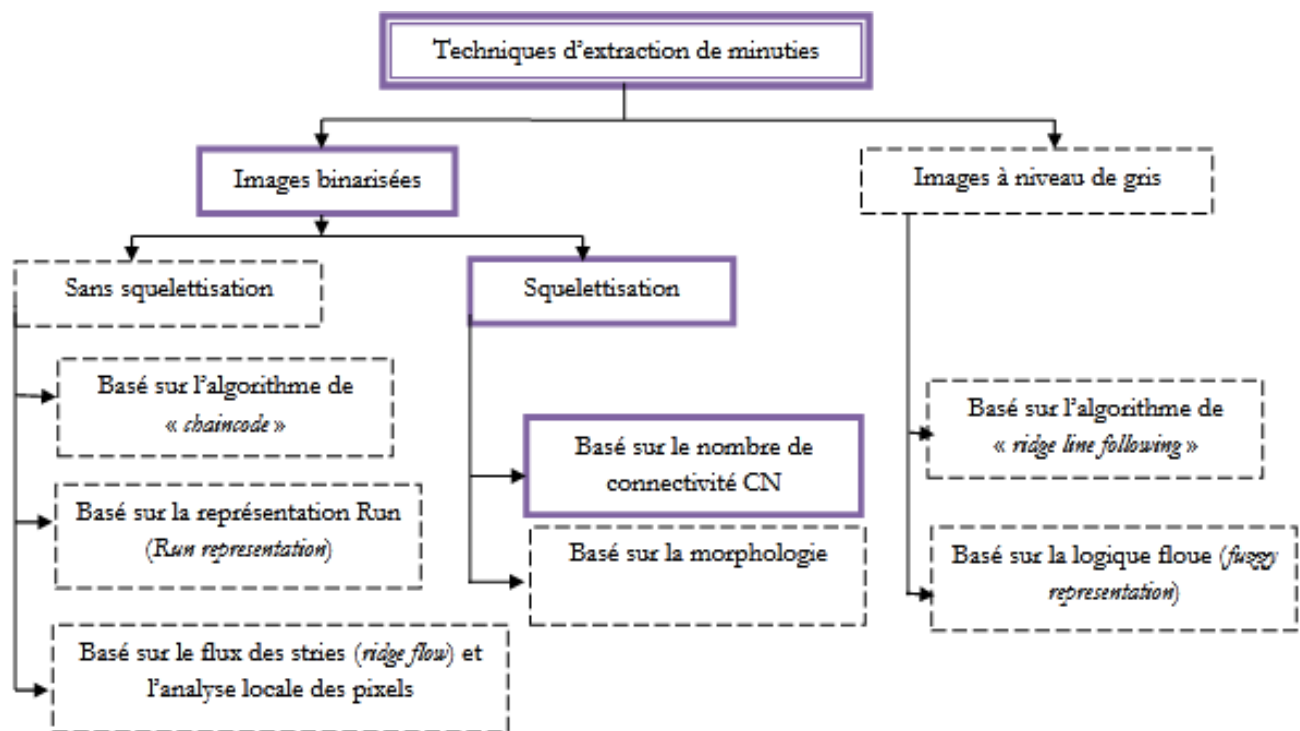 Techniques d'extraction de minuties
Images binarisées
Images à niveau de gris
Sans squelettisation
Squelettisation
Basé sur l'algorithme de
« chaincode »
Basé sur la représentation Run
(Run representation)
Basé sur le flux des stries (ridge flow) et
l'analyse locale des pixels
Basé sur le nombre de
connectivité CN
Basé sur la morphologie
Basé sur l'algorithme de
« ridge line following »
Basé sur la logique floue (fuzzy
representation)